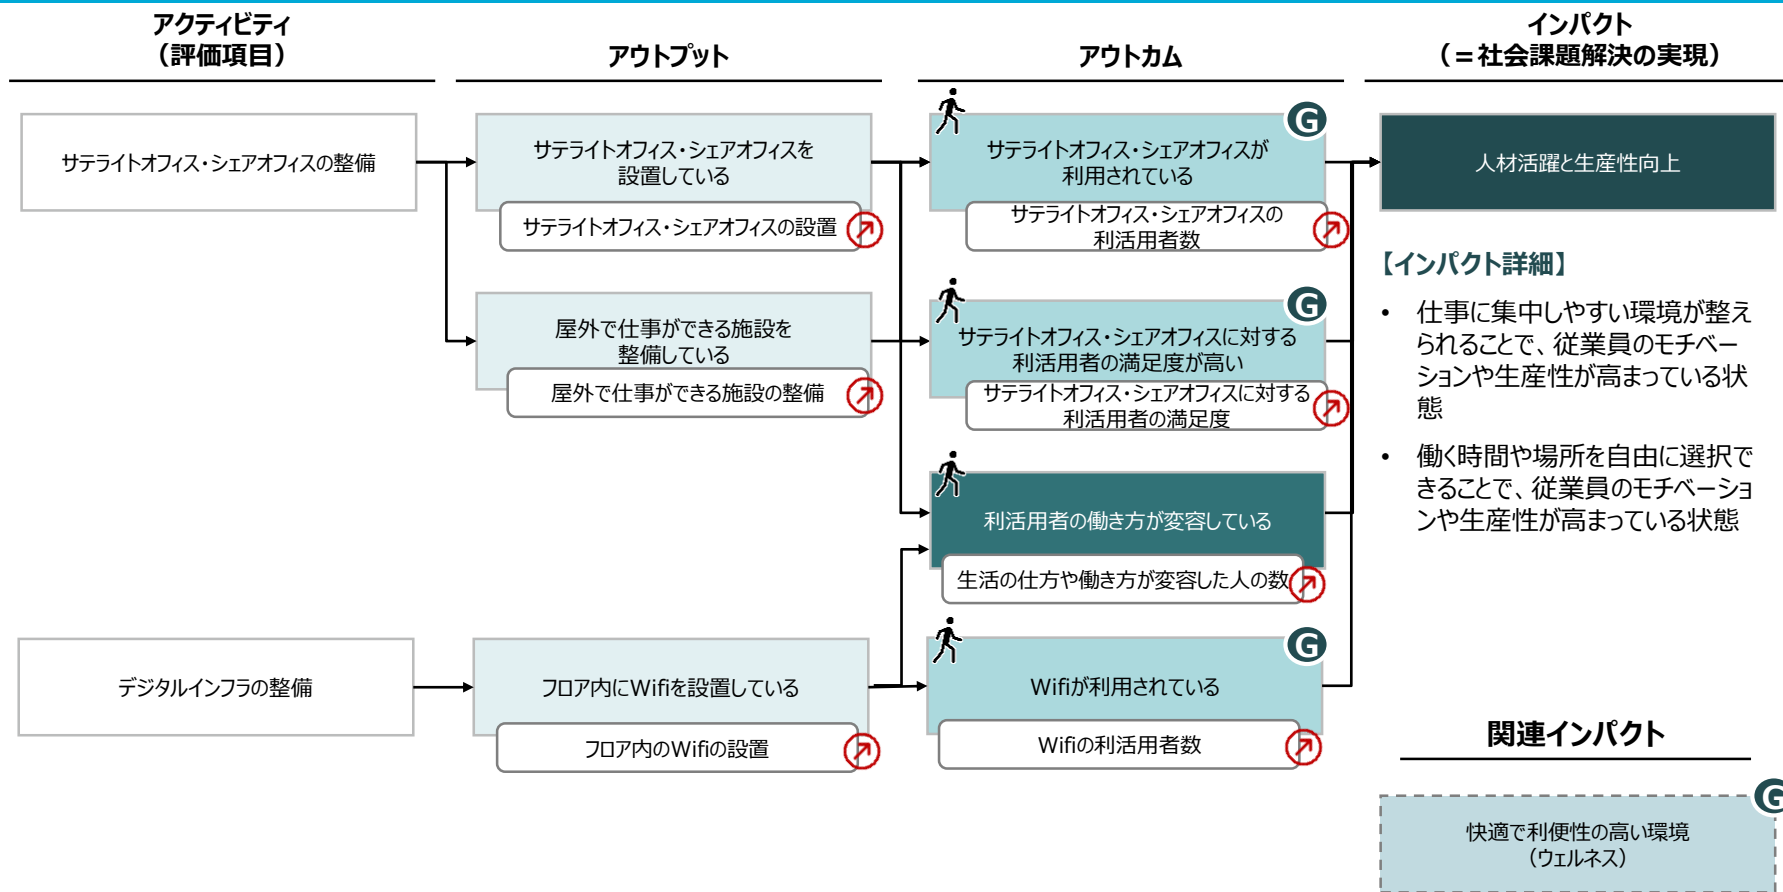 アクティビティ
（評価項目）
アウトプット
アウトカム
インパクト
（＝社会課題解決の実現）
サテライトオフィス・シェアオフィスの整備
サテライトオフィス・シェアオフィスを
設置している
サテライトオフィス・シェアオフィスの設置
G
サテライトオフィス・シェアオフィスが
利用されている
サテライトオフィス・シェアオフィスの
利活用者数
人材活躍と生産性向上
屋外で仕事ができる施設を
整備している
屋外で仕事ができる施設の整備
G
サテライトオフィス・シェアオフィスに対する
利活用者の満足度が高い
サテライトオフィス・シェアオフィスに対する
利活用者の満足度
【インパクト詳細】
• 仕事に集中しやすい環境が整え
られることで、従業員のモチベー
ションや生産性が高まっている状
態
• 働く時間や場所を自由に選択で
きることで、従業員のモチベーショ
ンや生産性が高まっている状態
利活用者の働き方が変容している
生活の仕方や働き方が変容した人の数
デジタルインフラの整備
フロア内にWifiを設置している
フロア内のWifiの設置
G
Wifiが利用されている
Wifiの利活用者数
関連インパクト
G
快適で利便性の高い環境
（ウェルネス）